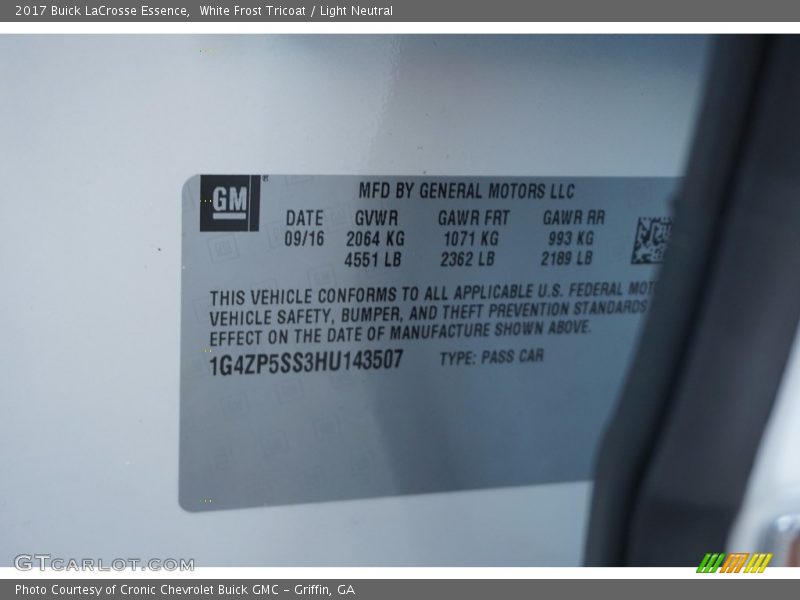 2017 Buick LaCrosse Essence, White Frost Tricoat / Light Neutral
GM
MFD BY GENERAL MOTORS LLC
DATE GVWR GAWR FRT GAWR RR
09/16 2064 KG 1071 KG 993 KG
4551 LB 2362 LB 2189 LB
THIS VEHICLE CONFORMS TO ALL APPLICABLE U.S. FEDERAL MOT
VEHICLE SAFETY, BUMPER, AND THEFT PREVENTION STANDARDS
EFFECT ON THE DATE OF MANUFACTURE SHOWN ABOVE.
1G4ZP5SS3HU143507 TYPE: PASS CAR
GTCARLOT.COM
Photo Courtesy of Cronic Chevrolet Buick GMC - Griffin, GA